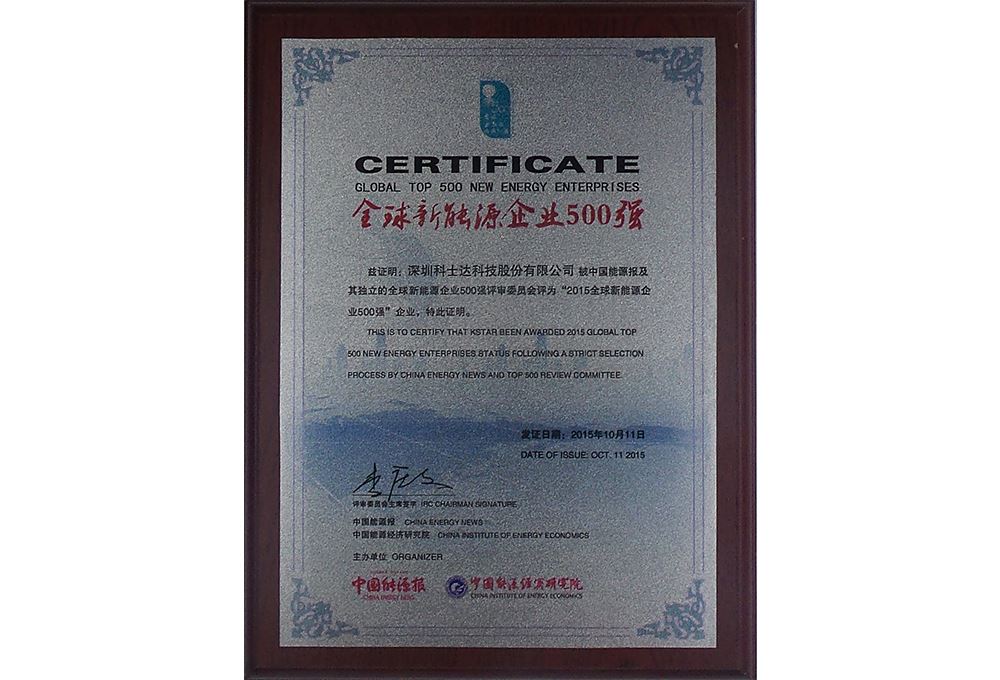 CERTIFICATE
GLOBAL TOP 500 NEW ENERGY ENTERPRISES
全球新能源企业500强
兹证明：深圳科士达科技股份有限公司 被中国能源报及
其独立的全球新能源企业500强评审委员会评为“2015全球新能源企
业500强”企业，特此证明。
THIS IS TO CERTIFY THAT KSTAR BEEN AWARDED 2015 GLOBAL TOP
500 NEW ENERGY ENTERPRISES STATUS FOLLOWING A STRICT SELECTION
PROCESS BY CHINA ENERGY NEWS AND TOP 500 REVIEW COMMITTEE.
发证日期：2015年10月11日
DATE OF ISSUE: OCT. 11 2015
评审委员会主席签字 IRC CHAIRMAN SIGNATURE
中国能源报 CHINA ENERGY NEWS
中国能源经济研究院 CHINA INSTITUTE OF ENERGY ECONOMICS
主办单位 ORGANIZER
中国能源报
CHINA ENERGY NEWS
中国能源经济研究院
CHINA INSTITUTE OF ENERGY ECONOMICS